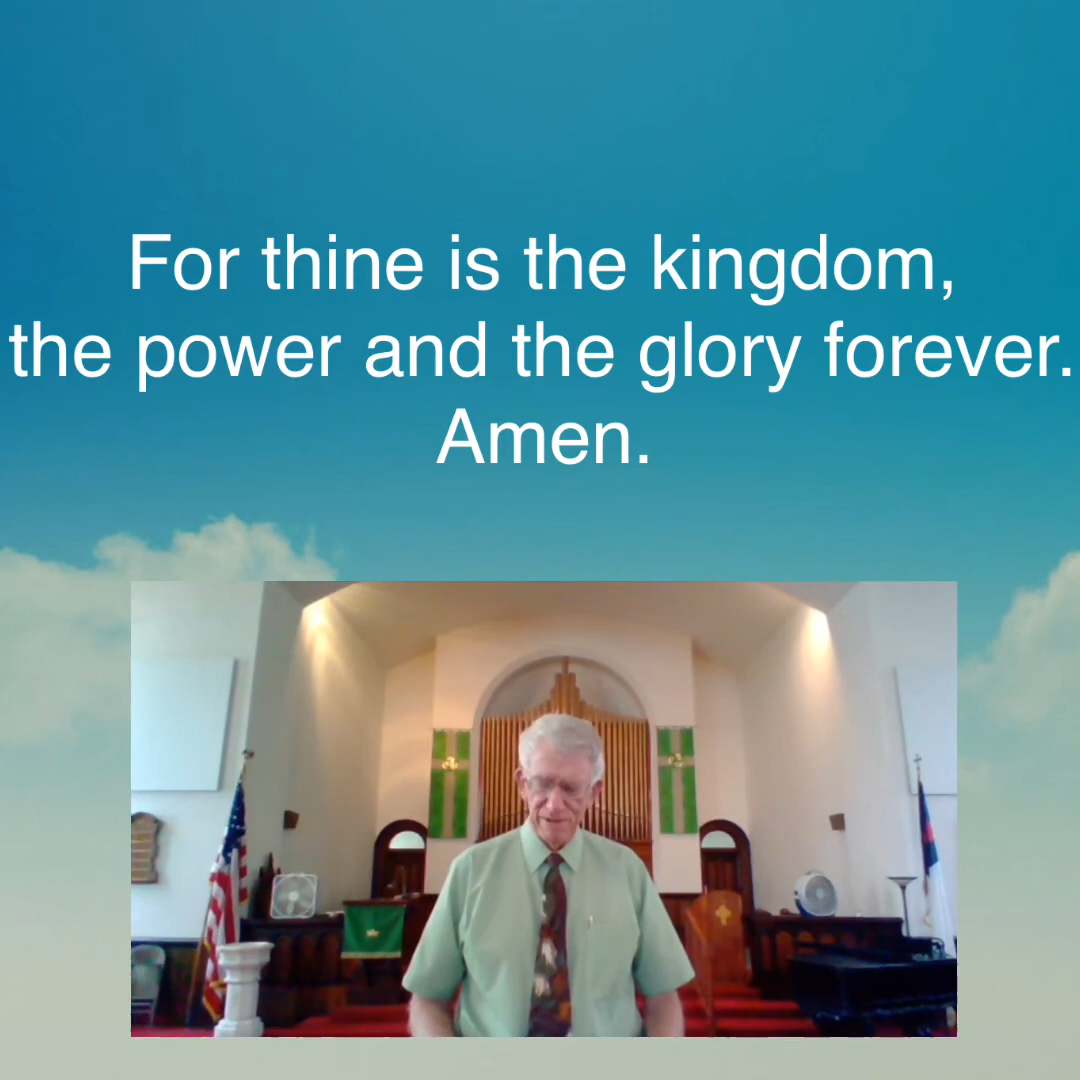 For thine is the kingdom,
the power and the glory forever.
Amen.